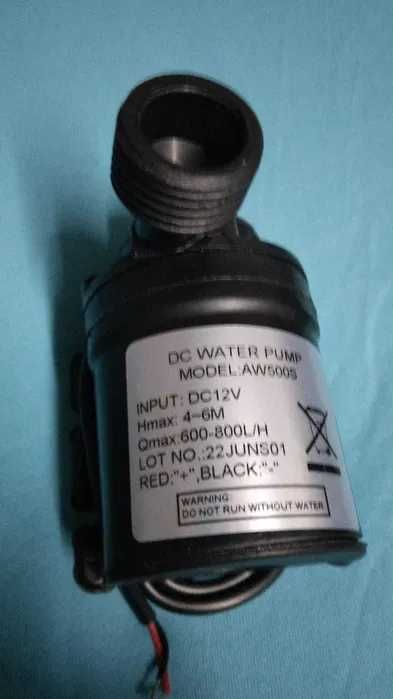 DC WATER PUMP
MODEL:AW500S
INPUT: DC12V
Hmax: 4~6M
Qmax:600-800L/H
LOT NO.:22JUNS01
RED:"+",BLACK:"-"
WARNING
DO NOT RUN WITHOUT WATER